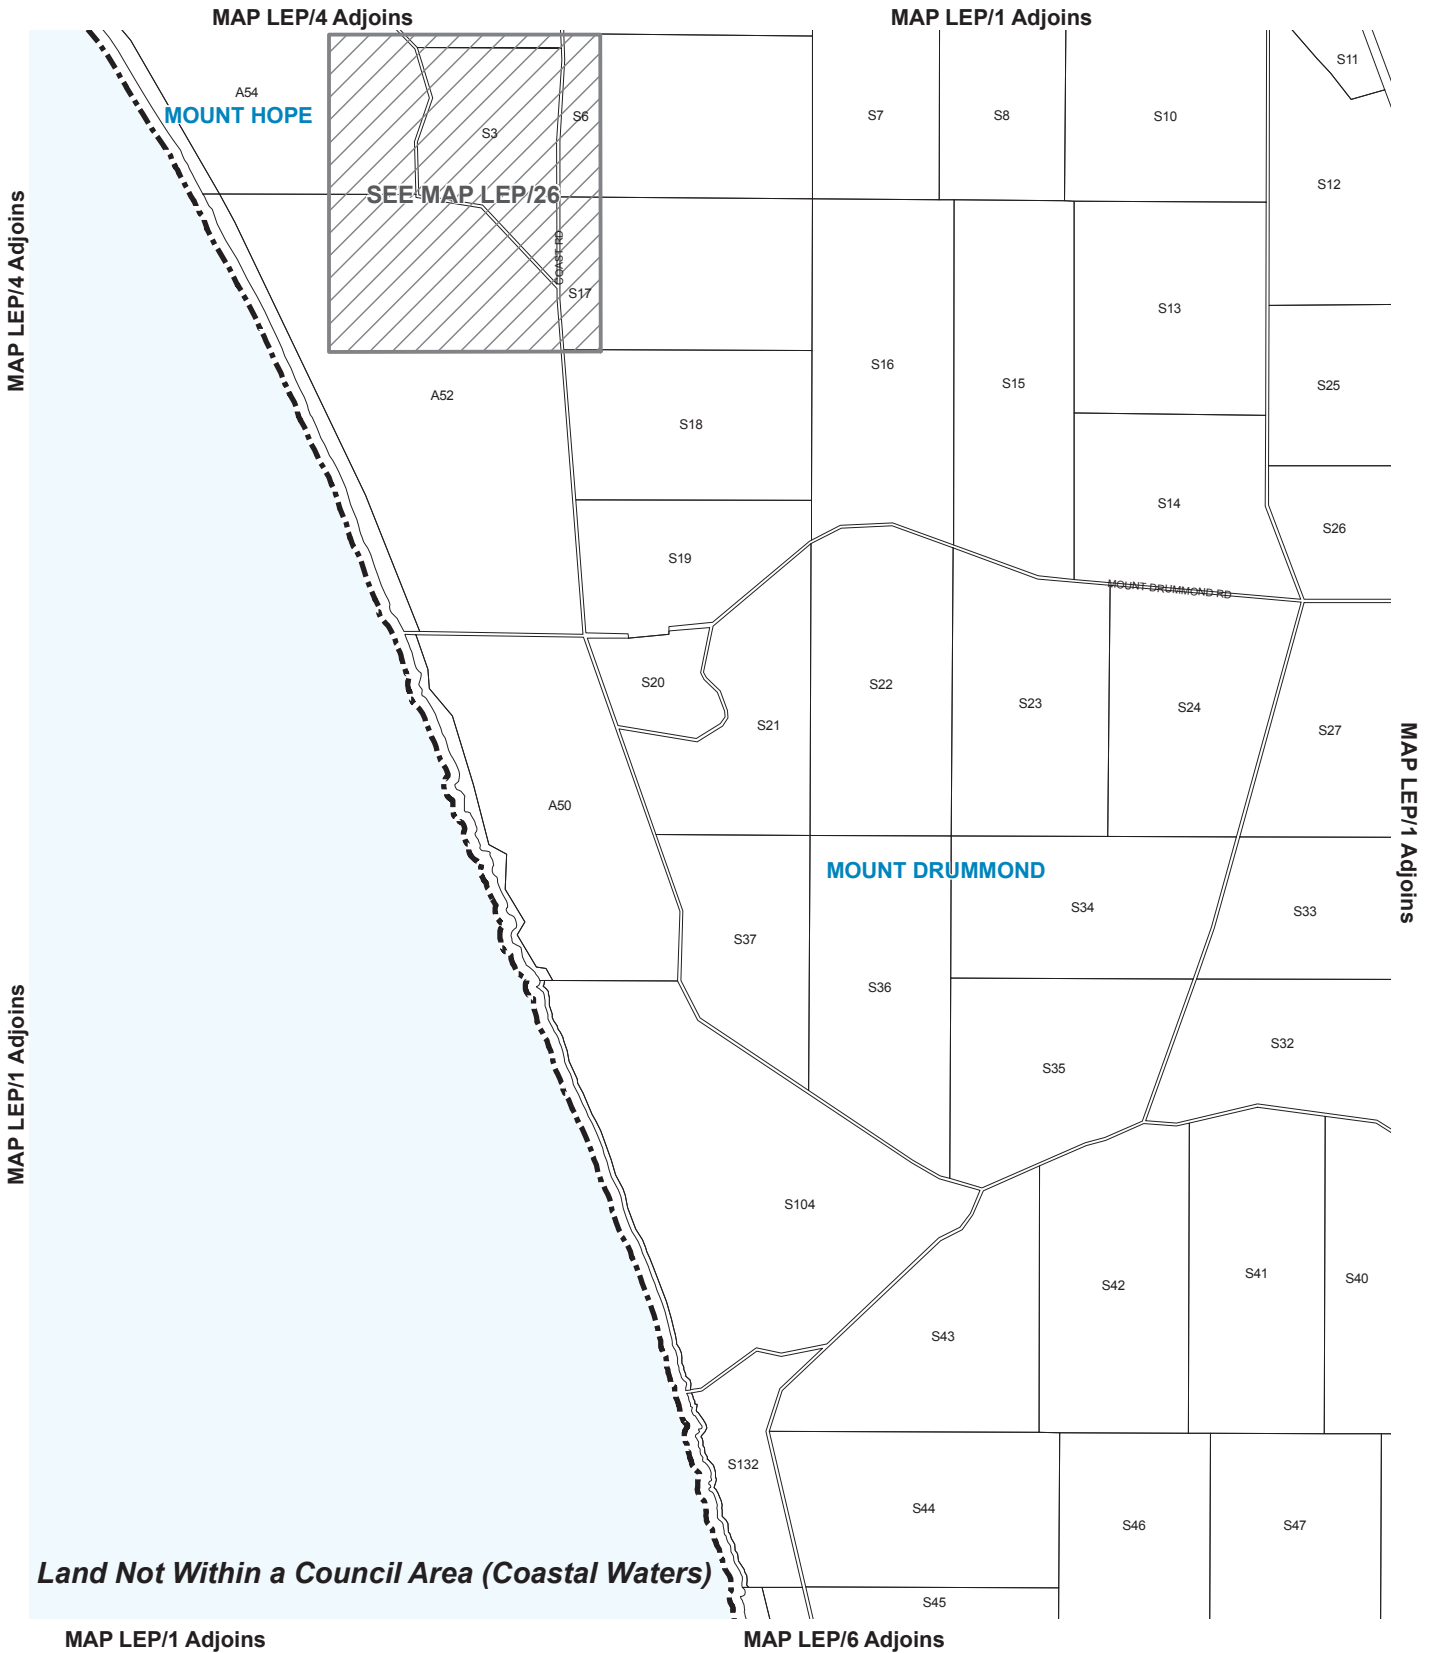 MAP LEP/4 Adjoins
MAP LEP/1 Adjoins
S11
A54
MOUNT HOPE
S3
S6
S7
S8
S10
S12
SEE MAP LEP/26
MAP LEP/4 Adjoins
COAST RD
S17
S13
S16
S15
S25
A52
S18
S14
S26
S19
MOUNT DRUMMOND RD
S20
S22
S23
S24
S21
S27
MAP LEP/1 Adjoins
A50
MOUNT DRUMMOND
S34
S33
S37
S36
S32
S35
MAP LEP/1 Adjoins
S104
S42
S41
S40
S43
S132
S44
S46
S47
Land Not Within a Council Area (Coastal Waters)
S45
MAP LEP/1 Adjoins
MAP LEP/6 Adjoins